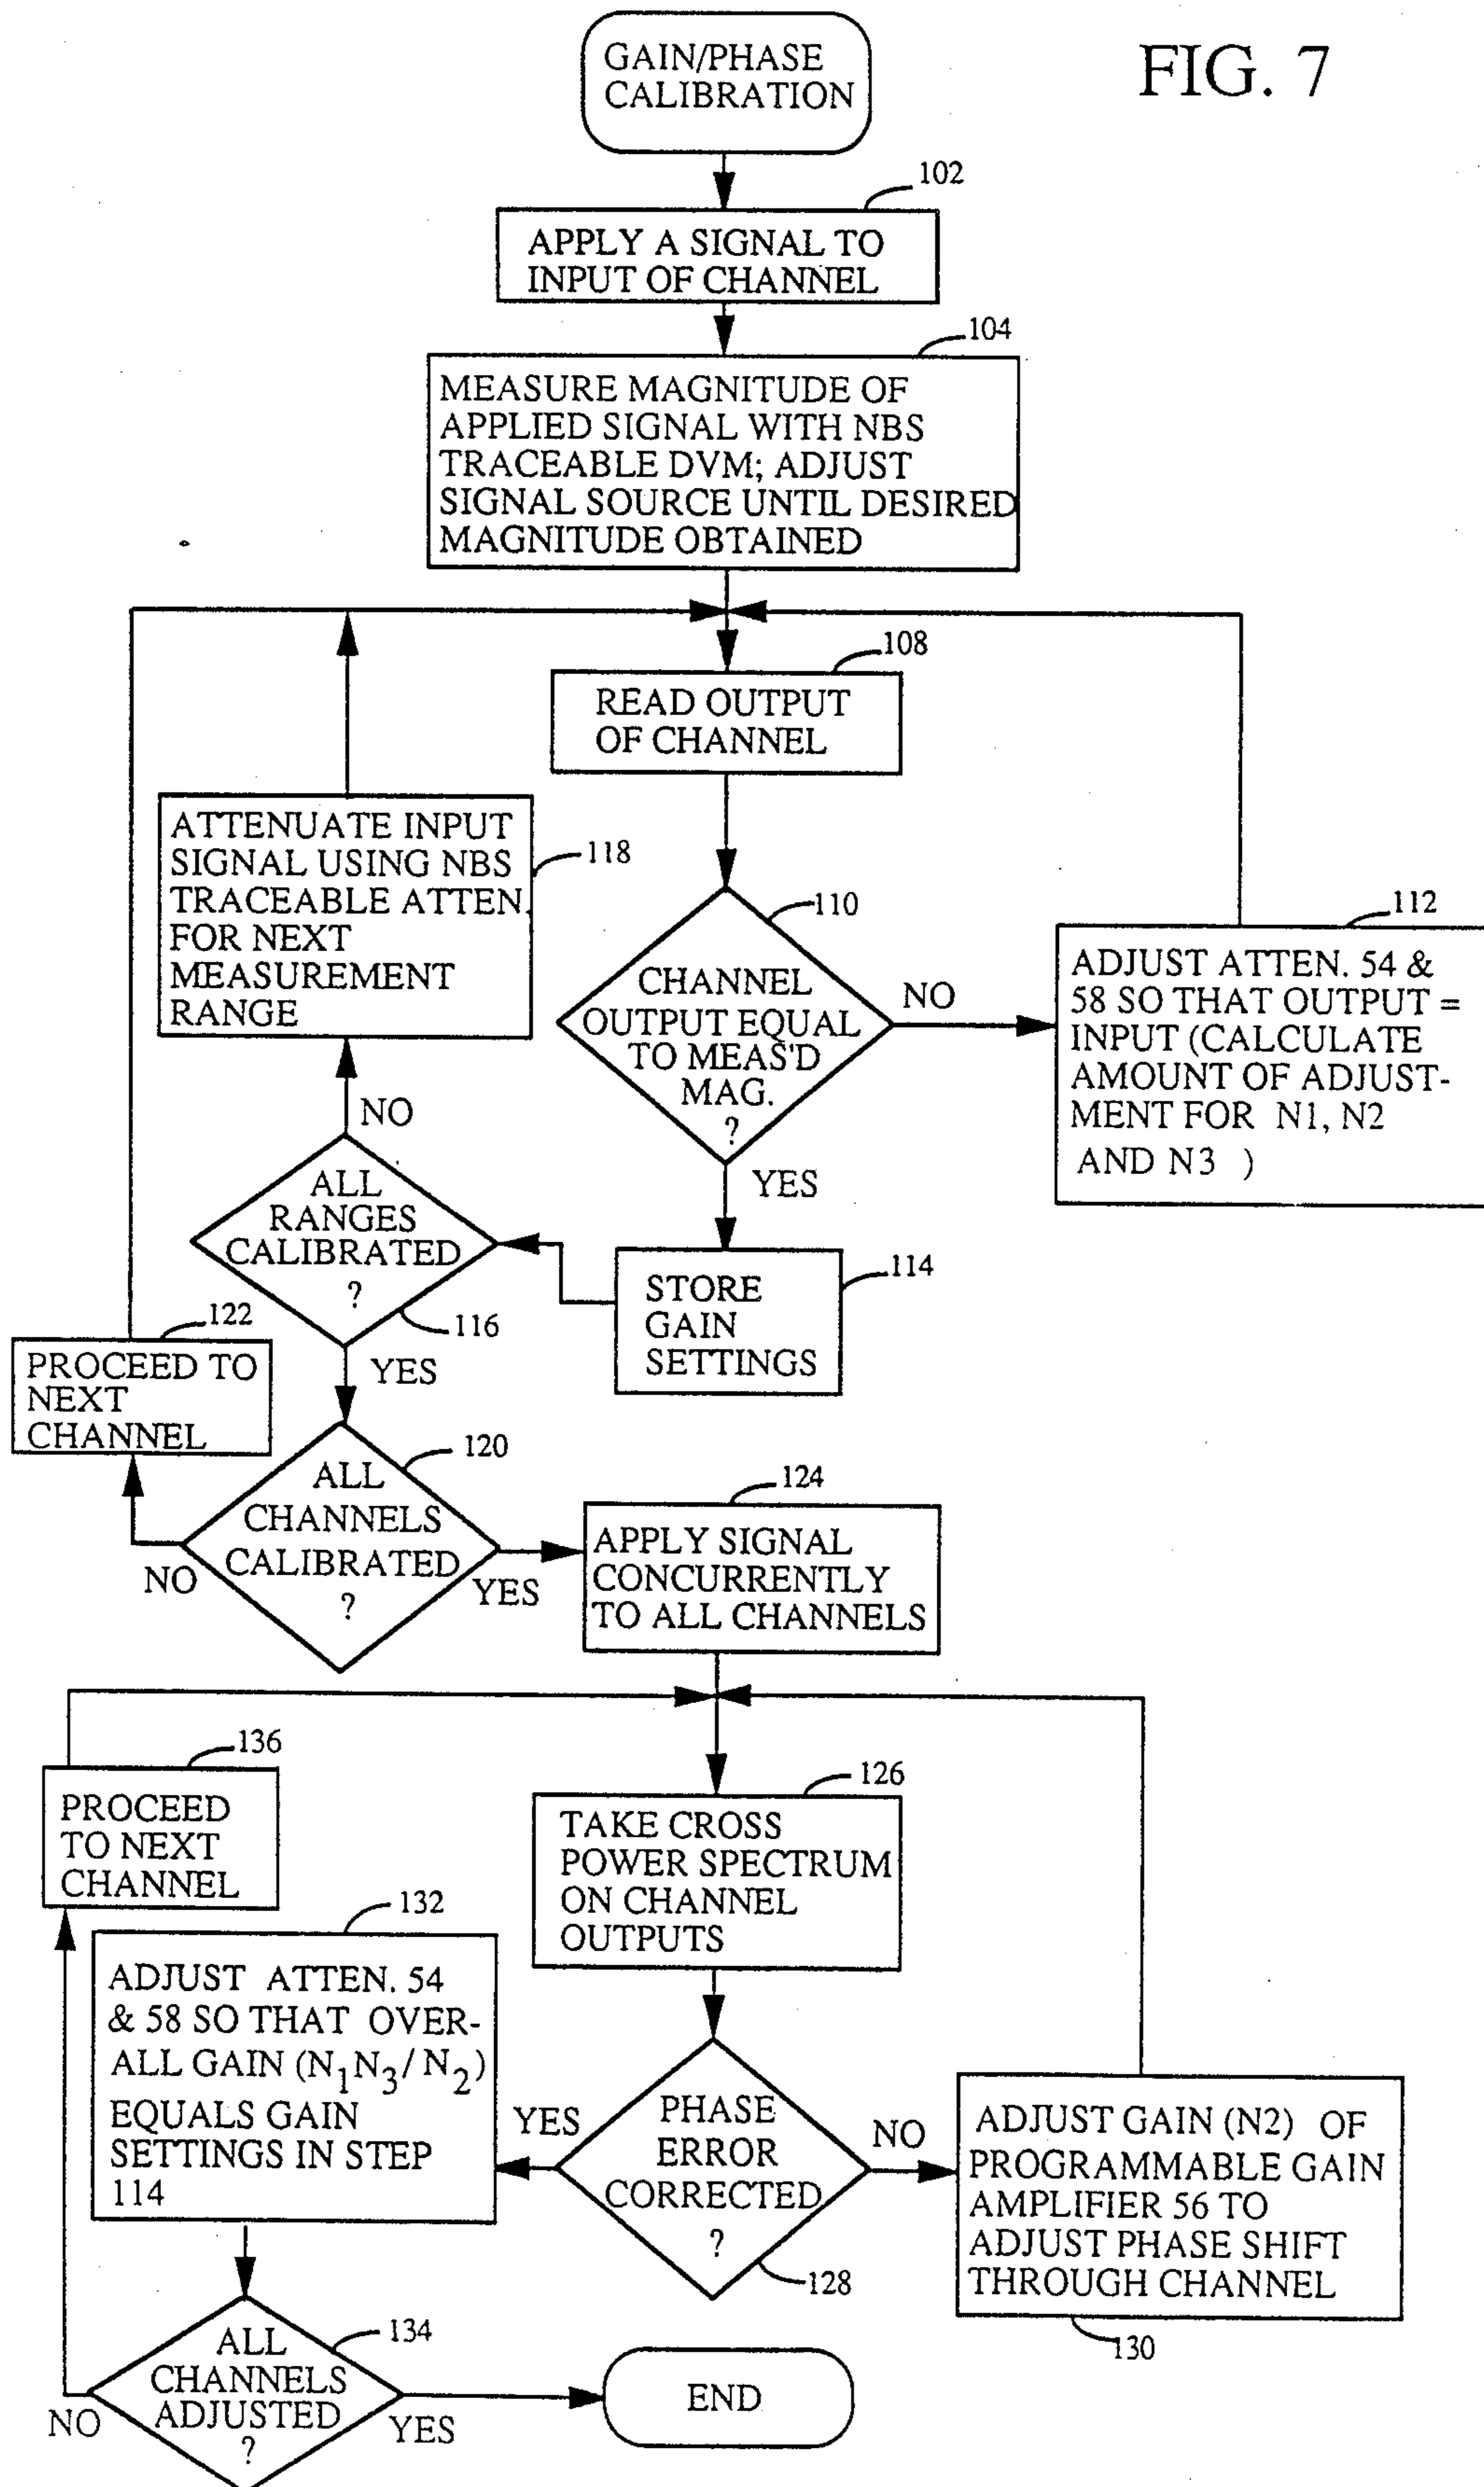 FIG. 7
GAIN/PHASE
CALIBRATION
102
APPLY A SIGNAL TO
INPUT OF CHANNEL
104
MEASURE MAGNITUDE OF
APPLIED SIGNAL WITH NBS
TRACEABLE DVM; ADJUST
SIGNAL SOURCE UNTIL DESIRED
MAGNITUDE OBTAINED
108
READ OUTPUT
OF CHANNEL
ATTENUATE INPUT
SIGNAL USING NBS
TRACEABLE ATTEN.
FOR NEXT
MEASUREMENT
RANGE
118
110
CHANNEL
OUTPUT EQUAL
TO MEAS'D
MAG.
?
NO
YES
112
ADJUST ATTEN. 54 &
58 SO THAT OUTPUT =
INPUT (CALCULATE
AMOUNT OF ADJUST-
MENT FOR N1, N2
AND N3 )
NO
ALL
RANGES
CALIBRATED
?
116
YES
114
STORE
GAIN
SETTINGS
122
PROCEED TO
NEXT
CHANNEL
120
ALL
CHANNELS
CALIBRATED
?
NO
YES
124
APPLY SIGNAL
CONCURRENTLY
TO ALL CHANNELS
136
PROCEED
TO NEXT
CHANNEL
126
TAKE CROSS
POWER SPECTRUM
ON CHANNEL
OUTPUTS
132
ADJUST ATTEN. 54
& 58 SO THAT OVER-
ALL GAIN (N1N3/N2)
EQUALS GAIN
SETTINGS IN STEP
114
YES
PHASE
ERROR
CORRECTED
?
128
NO
ADJUST GAIN (N2) OF
PROGRAMMABLE GAIN
AMPLIFIER 56 TO
ADJUST PHASE SHIFT
THROUGH CHANNEL
130
134
ALL
CHANNELS
ADJUSTED
?
NO
YES
END